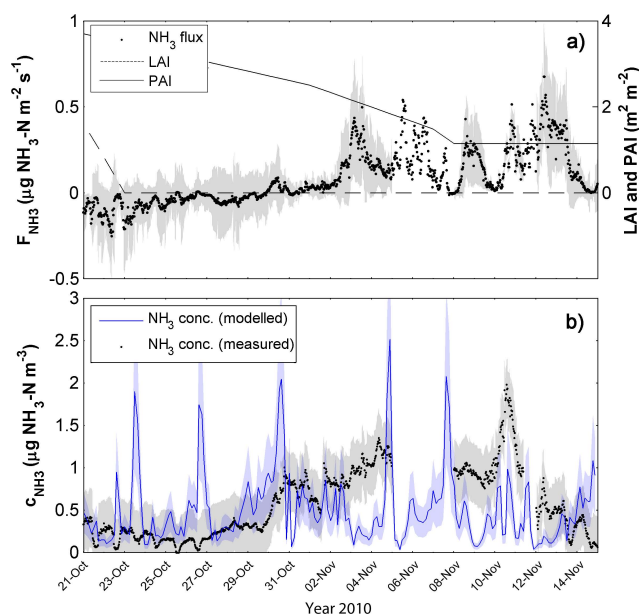 a)
NH3 flux
LAI
PAI
1
0.5
0
-0.5
FNH3 (µg NH3-N m-2 s-1)
4
2
0
LAI and PAI (m2 m-2)
b)
NH3 conc. (modelled)
NH3 conc. (measured)
3
2.5
2
1.5
1
0.5
0
cNH3 (µg NH3-N m-3)
21-Oct
23-Oct
25-Oct
27-Oct
29-Oct
31-Oct
02-Nov
04-Nov
06-Nov
08-Nov
10-Nov
12-Nov
14-Nov
Year 2010